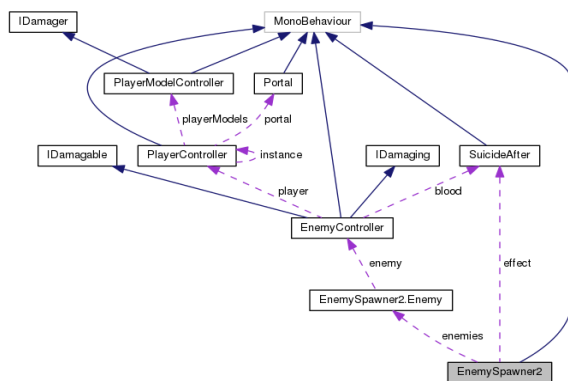 IDamager
MonoBehaviour
PlayerModelController
Portal
playerModels
portal
IDamagable
PlayerController
instance
IDamaging
SuicideAfter
player
blood
EnemyController
enemy
effect
EnemySpawner2.Enemy
enemies
EnemySpawner2